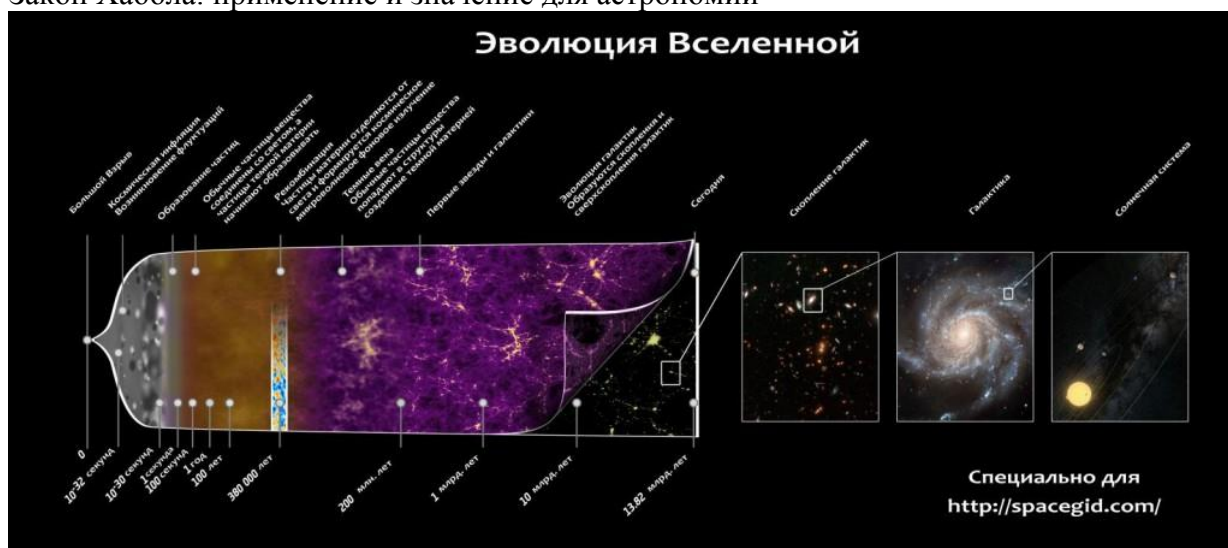 Закон Хаббла: применение и значение для астрономии
Эволюция Вселенной
Большой Взрыв
Космическая инфляция
Возникновение флуктуаций
Образование частиц
Обычные частицы вещества
соединены со светом, а
частицы темной материи
начинают образовывать
Рекомбинация
Частицы материи отделяются от
света и формируется космическое
микроволновое фоновое излучение
Темные века
Обычные частицы вещества
попадают в структуры
созданные темной материей
Первые звезды и галактики
Эволюция галактик
Образуются скопления и
сверхскопления галактик
Сегодня
Скопление галактик
Галактика
Солнечная система
0
10-32 секунд
10-30 секунд
1 секунда
100 секунд
1 год
100 лет
380 000 лет
200 млн. лет
1 млрд. лет
10 млрд. лет
13.82 млрд. лет
Специально для
http://spacegid.com/